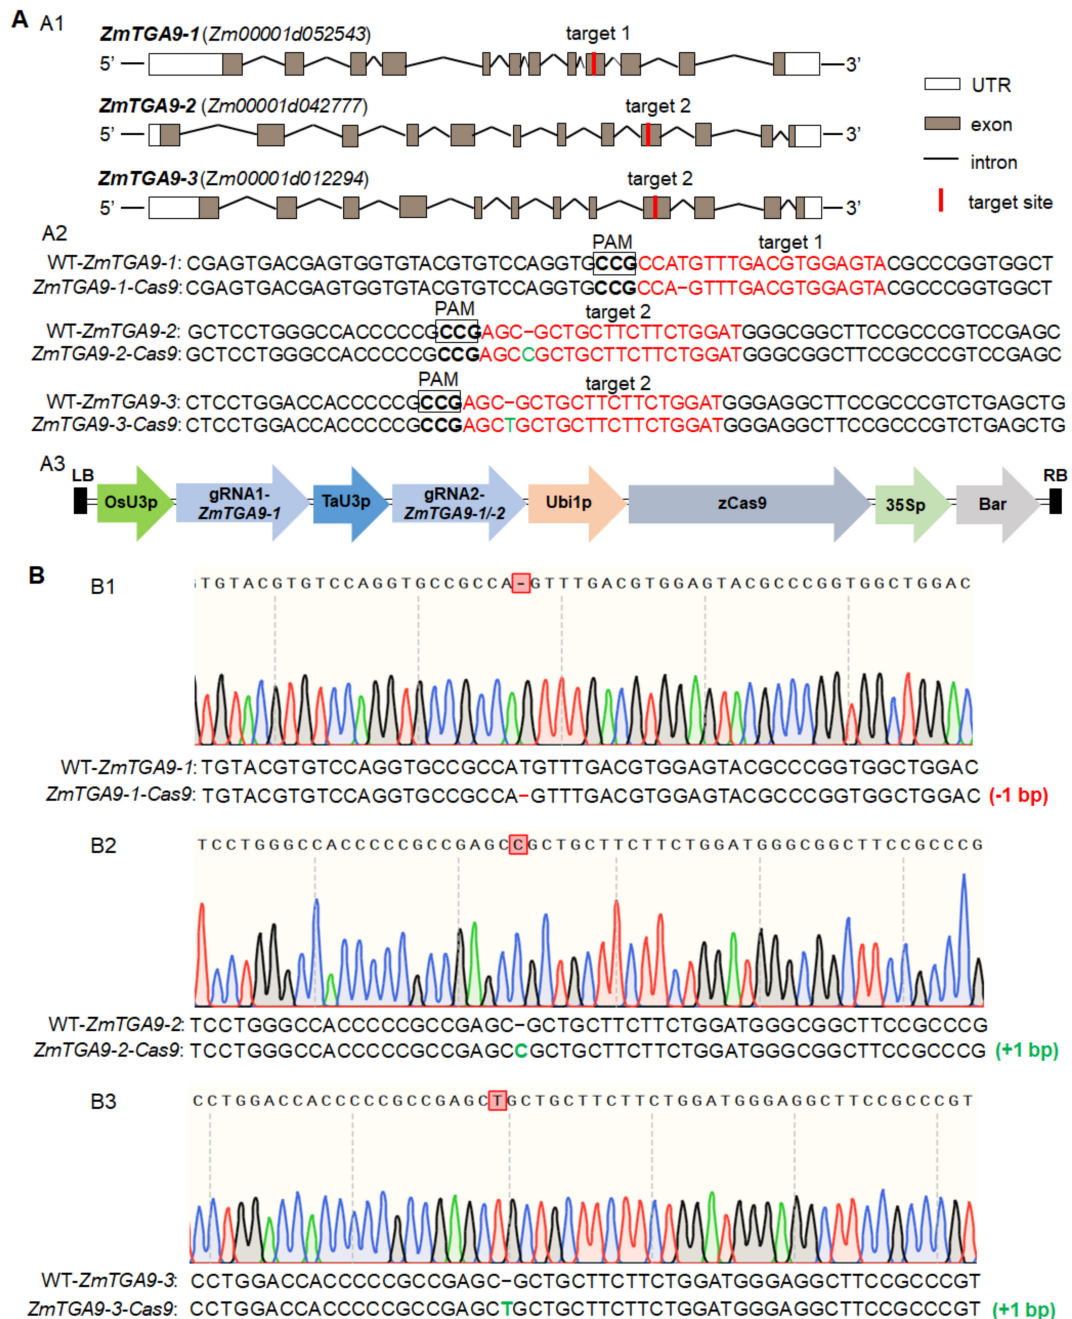 A A1
ZmTGA9-1 (Zm00001d052543) target 1
5' 3'
ZmTGA9-2 (Zm00001d042777) target 2
5' 3'
ZmTGA9-3 (Zm00001d012294) target 2
5' 3'
UTR
exon
intron
target site
A2
PAM target 1
WT-ZmTGA9-1: CGAGTGACGAGTGGTGTACGTGTCCAGGTGCCGCCATGTTTGACGTGGAGTACGCCCGGTGGCT
ZmTGA9-1-Cas9: CGAGTGACGAGTGGTGTACGTGTCCAGGTGCCGCCA-GTTTGACGTGGAGTACGCCCGGTGGCT
PAM target 2
WT-ZmTGA9-2: GCTCCTGGGCCACCCCCGCCGAGC-GCTGCTTCTTCTGGATGGGCGGCTTCCGCCCGTCCGAGC
ZmTGA9-2-Cas9: GCTCCTGGGCCACCCCCGCCGAGCCGCTGCTTCTTCTGGATGGGCGGCTTCCGCCCGTCCGAGC
PAM target 2
WT-ZmTGA9-3: CTCCTGGACCACCCCCGCCGAGC-GCTGCTTCTTCTGGATGGGAGGCTTCCGCCCGTCTGAGCTG
ZmTGA9-3-Cas9: CTCCTGGACCACCCCCGCCGAGCTGCTGCTTCTTCTGGATGGGAGGCTTCCGCCCGTCTGAGCTG
A3
LB OsU3p gRNA1-ZmTGA9-1 TaU3p gRNA2-ZmTGA9-1/-2 Ubi1p zCas9 35Sp Bar RB
B B1
TGTACGTGTCCAGGTGCCGCCA-GTTTGACGTGGAGTACGCCCGGTGGCTGGAC
WT-ZmTGA9-1: TGTACGTGTCCAGGTGCCGCCATGTTTGACGTGGAGTACGCCCGGTGGCTGGAC
ZmTGA9-1-Cas9: TGTACGTGTCCAGGTGCCGCCA-GTTTGACGTGGAGTACGCCCGGTGGCTGGAC (-1 bp)
B2
TCCTGGGCCACCCCCGCCGAGCCGCTGCTTCTTCTGGATGGGCGGCTTCCGCCCG
WT-ZmTGA9-2: TCCTGGGCCACCCCCGCCGAGC-GCTGCTTCTTCTGGATGGGCGGCTTCCGCCCG
ZmTGA9-2-Cas9: TCCTGGGCCACCCCCGCCGAGCCGCTGCTTCTTCTGGATGGGCGGCTTCCGCCCG (+1 bp)
B3
CCTGGACCACCCCCGCCGAGCTGCTGCTTCTTCTGGATGGGAGGCTTCCGCCCGT
WT-ZmTGA9-3: CCTGGACCACCCCCGCCGAGC-GCTGCTTCTTCTGGATGGGAGGCTTCCGCCCGT
ZmTGA9-3-Cas9: CCTGGACCACCCCCGCCGAGCTGCTGCTTCTTCTGGATGGGAGGCTTCCGCCCGT (+1 bp)